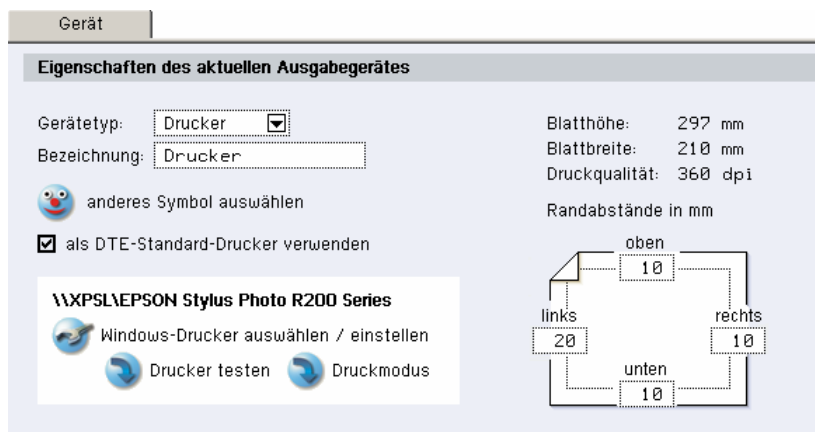 Gerät
Eigenschaften des aktuellen Ausgabegerätes
Gerätetyp: Drucker
Bezeichnung: Drucker
anderes Symbol auswählen
als DTE-Standard-Drucker verwenden
\\XPSL\EPSON Stylus Photo R200 Series
Windows-Drucker auswählen / einstellen
Drucker testen Druckmodus
Blatthöhe: 297 mm
Blattbreite: 210 mm
Druckqualität: 360 dpi
Randabstände in mm
oben
10
links rechts
20 10
unten
10